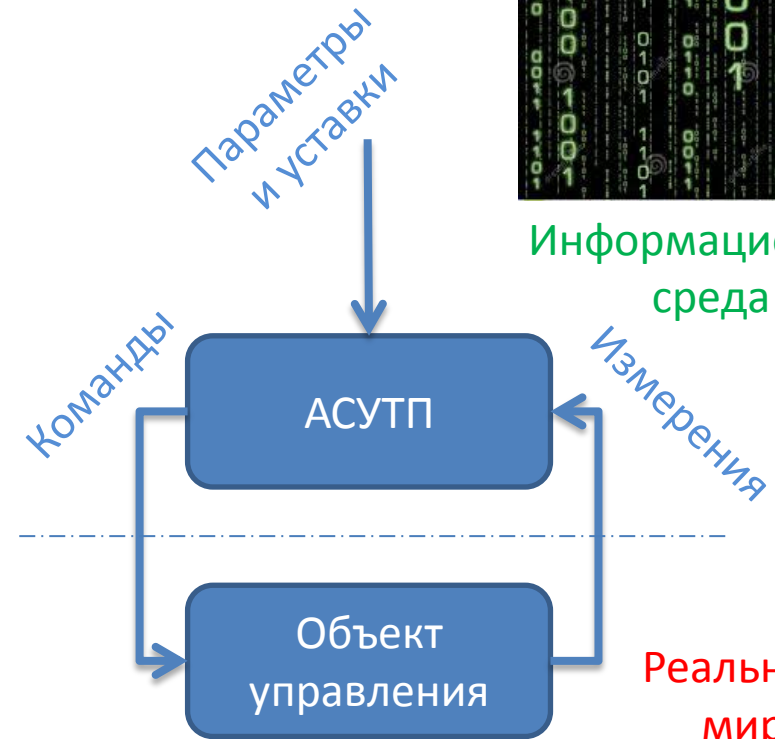 Параметры
и уставки
Информацио
среда
Команды
Измерения
АСУТП
Объект
управления
Реальн
мир